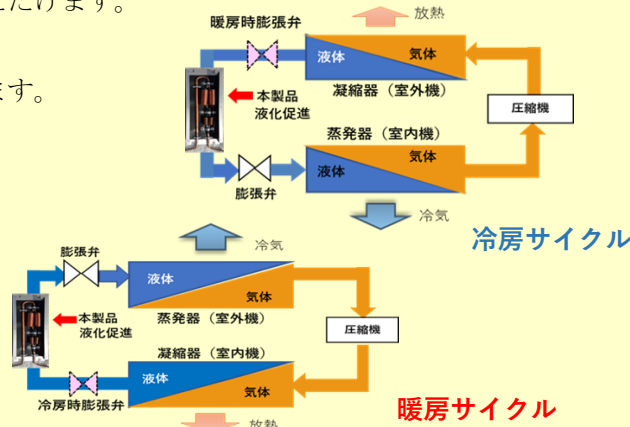 ただけます。
ます。
放熱
暖房時膨張弁
液体
気体
凝縮器（室外機）
本製品
液化促進
圧縮機
蒸発器（室内機）
気体
液体
膨張弁
冷気
冷房サイクル
冷気
膨張弁
液体
気体
蒸発器（室外機）
本製品
液化促進
圧縮機
凝縮器（室内機）
液体
気体
冷房時膨張弁
暖房サイクル
放熱